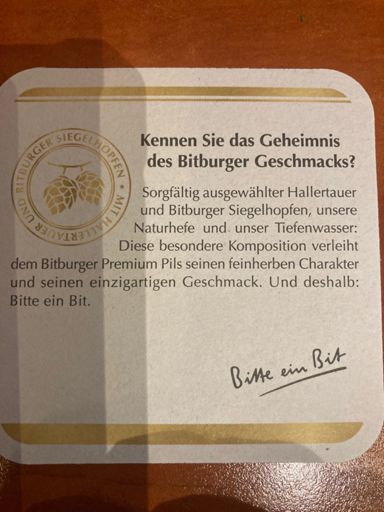 MIT HALLERTAUER UND BITBURGER SIEGELHOPFEN
Kennen Sie das Geheimnis
des Bitburger Geschmacks?
Sorgfältig ausgewählter Hallertauer
und Bitburger Siegelhopfen, unsere
Naturhefe und unser Tiefenwasser:
Diese besondere Komposition verleiht
dem Bitburger Premium Pils seinen feinherben Charakter
und seinen einzigartigen Geschmack. Und deshalb:
Bitte ein Bit.
Bitte ein Bit